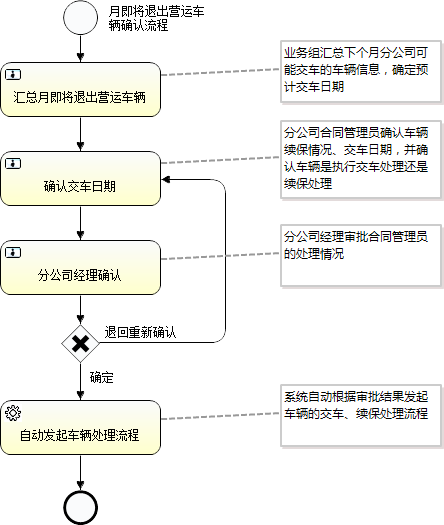 月即将退出营运车
辆确认流程
汇总月即将退出营运车辆
业务组汇总下个月分公司可
能交车的车辆信息，确定预
计交车日期
确认交车日期
分公司合同管理员确认车辆
续保情况、交车日期，并确
认车辆是执行交车处理还是
续保处理
分公司经理确认
分公司经理审批合同管理员
的处理情况
退回重新确认
确定
自动发起车辆处理流程
系统自动根据审批结果发起
车辆的交车、续保处理流程